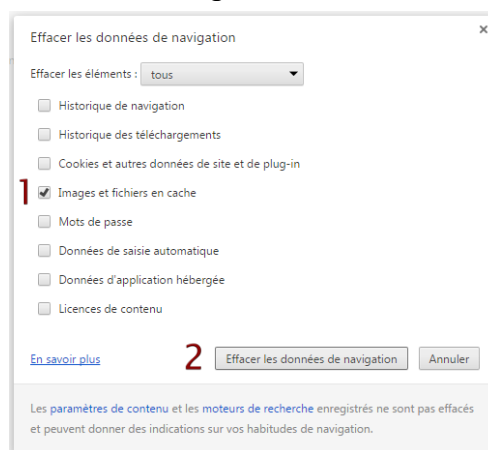 Effacer les données de navigation ×
Effacer les éléments : tous
Historique de navigation
Historique des téléchargements
Cookies et autres données de site et de plug-in
1 Images et fichiers en cache
Mots de passe
Données de saisie automatique
Données d'application hébergée
Licences de contenu
En savoir plus 2 Effacer les données de navigation Annuler
Les paramètres de contenu et les moteurs de recherche enregistrés ne sont pas effacés
et peuvent donner des indications sur vos habitudes de navigation.